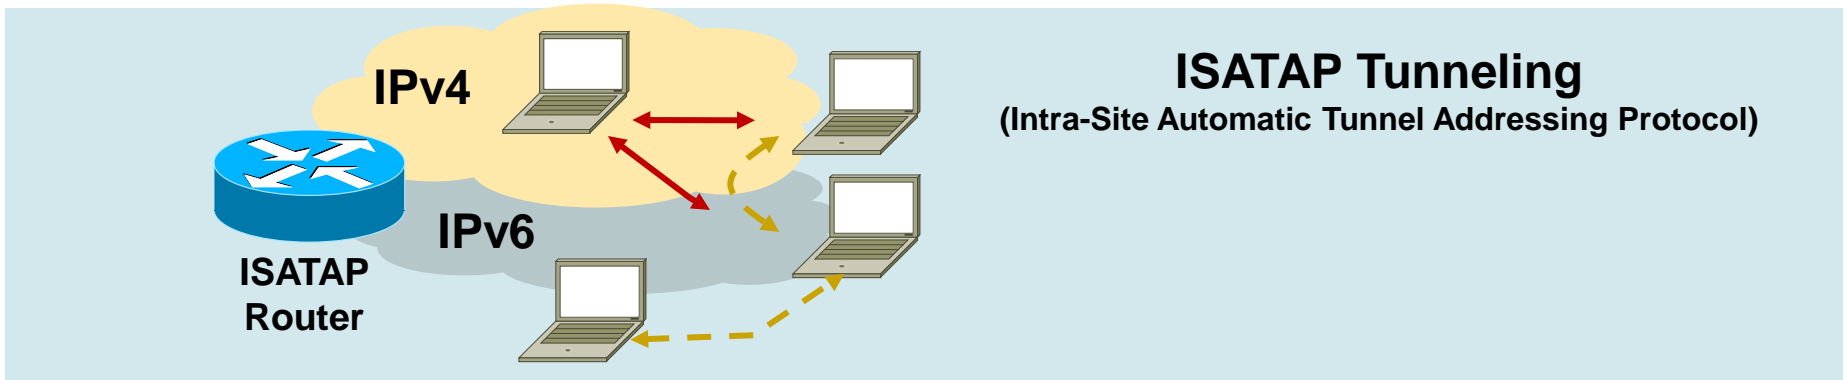 IPv4
IPv6
ISATAP
Router
ISATAP Tunneling
(Intra-Site Automatic Tunnel Addressing Protocol)